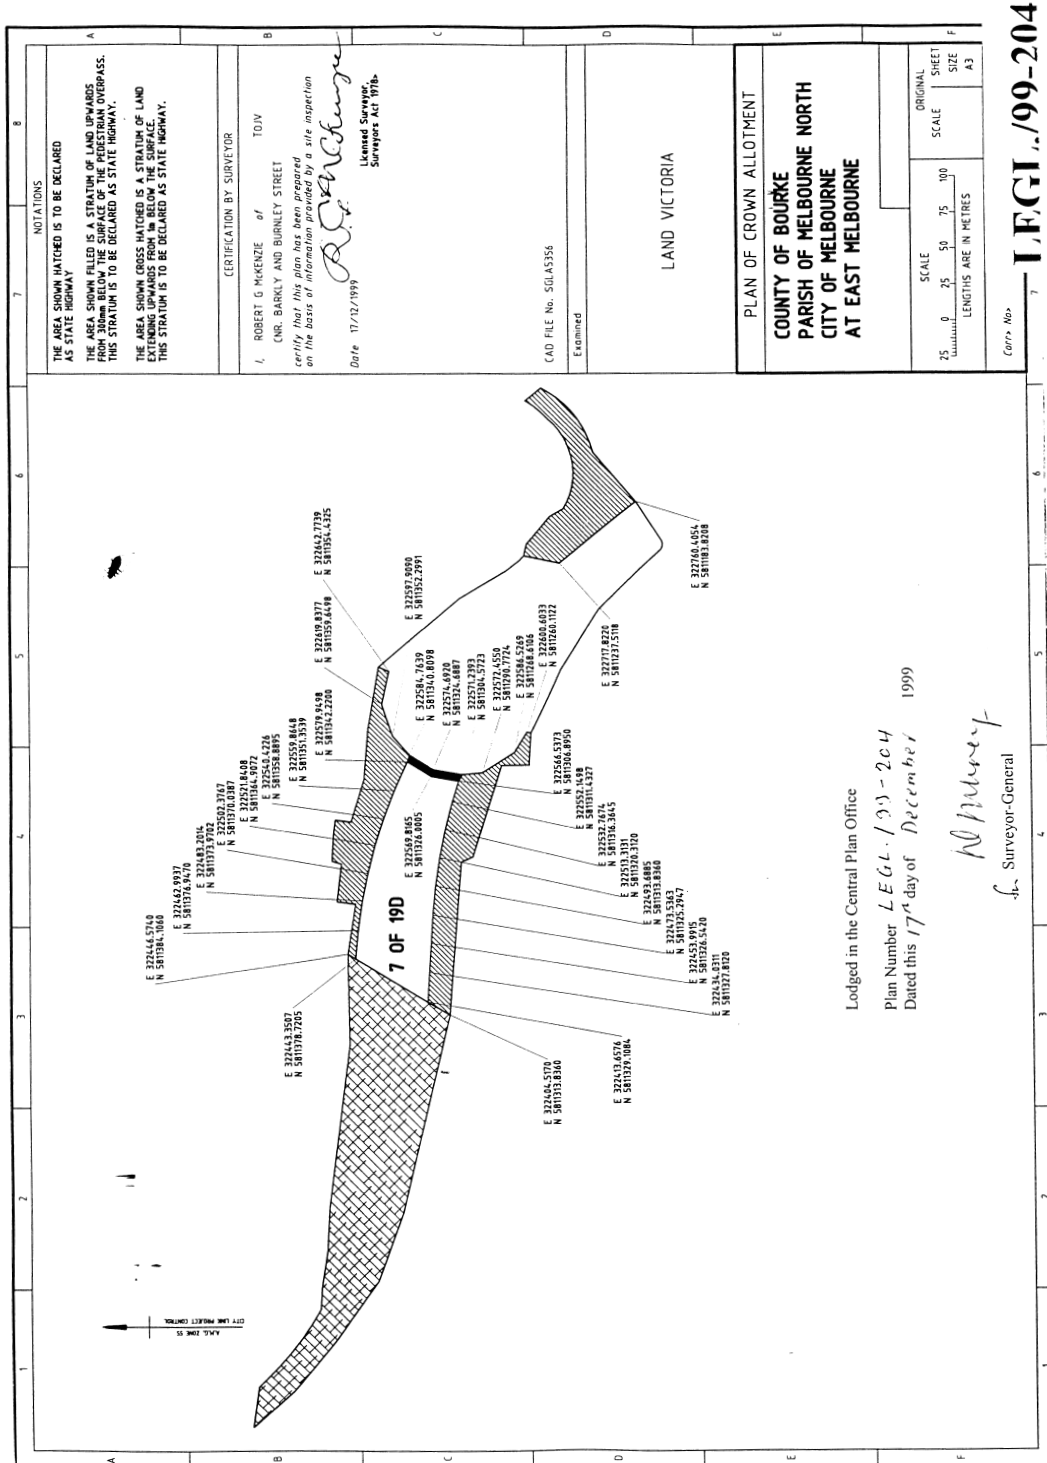 NOTATIONS
THE AREA SHOWN HATCHED IS TO BE DECLARED
AS STATE HIGHWAY
THE AREA SHOWN FILLED IS A STRATUM OF LAND UPWARDS
FROM 300mm BELOW THE SURFACE OF THE PEDESTRIAN OVERPASS.
THIS STRATUM IS TO BE DECLARED AS STATE HIGHWAY.
THE AREA SHOWN CROSS HATCHED IS A STRATUM OF LAND
EXTENDING UPWARDS FROM 1m BELOW THE SURFACE.
THIS STRATUM IS TO BE DECLARED AS STATE HIGHWAY.
CERTIFICATION BY SURVEYOR
I, ROBERT G McKENZIE of TOJV
CNR. BARKLY AND BURNLEY STREET
certify that this plan has been prepared
on the basis of information provided by a site inspection
Date 17/12/1999
Licensed Surveyor,
Surveyors Act 1978>
CAD FILE No. SGLA5356
Examined
LAND VICTORIA
PLAN OF CROWN ALLOTMENT
COUNTY OF BOURKE
PARISH OF MELBOURNE NORTH
CITY OF MELBOURNE
AT EAST MELBOURNE
SCALE
25 0 25 50 75 100
LENGTHS ARE IN METRES
ORIGINAL
SCALE
SHEET
SIZE
A3
Corr. No>
LEGL./99-204
1 2 3 4 5 6 7 8
A B C D E F
A.M.G. ZONE 55
CITY LINK PROJECT CONTROL
E 322446.5740
N 5811384.1060
E 322462.9937
N 5811376.9470
E 322483.2014
N 5811373.9702
E 322502.3767
N 5811370.0387
E 322521.8408
N 5811364.9072
E 322540.4226
N 5811358.8895
E 322559.8648
N 5811351.3539
E 322579.9498
N 5811342.2200
E 322619.8377
N 5811359.6498
E 322642.7739
N 5811354.4325
E 322597.9090
N 5811352.2991
E 322584.7639
N 5811340.8098
E 322574.6920
N 5811324.6887
E 322571.2393
N 5811304.5723
E 322572.4550
N 5811290.7724
E 322586.5269
N 5811268.6106
E 322600.6033
N 5811260.1122
E 322717.8220
N 5811237.5118
E 322760.4054
N 5811183.8208
E 322443.3507
N 5811378.7205
7 OF 19D
E 322569.8165
N 5811326.0005
E 322566.5373
N 5811306.8950
E 322552.1498
N 5811311.4327
E 322532.7674
N 5811316.3645
E 322513.3131
N 5811320.3120
E 322493.6885
N 5811313.8360
E 322473.5363
N 5811325.2947
E 322453.9915
N 5811326.5420
E 322434.0311
N 5811327.8120
E 322404.5170
N 5811313.8360
E 322413.6576
N 5811329.1084
Lodged in the Central Plan Office
Plan Number LEGL./99-204
Dated this 17th day of December 1999
for Surveyor-General